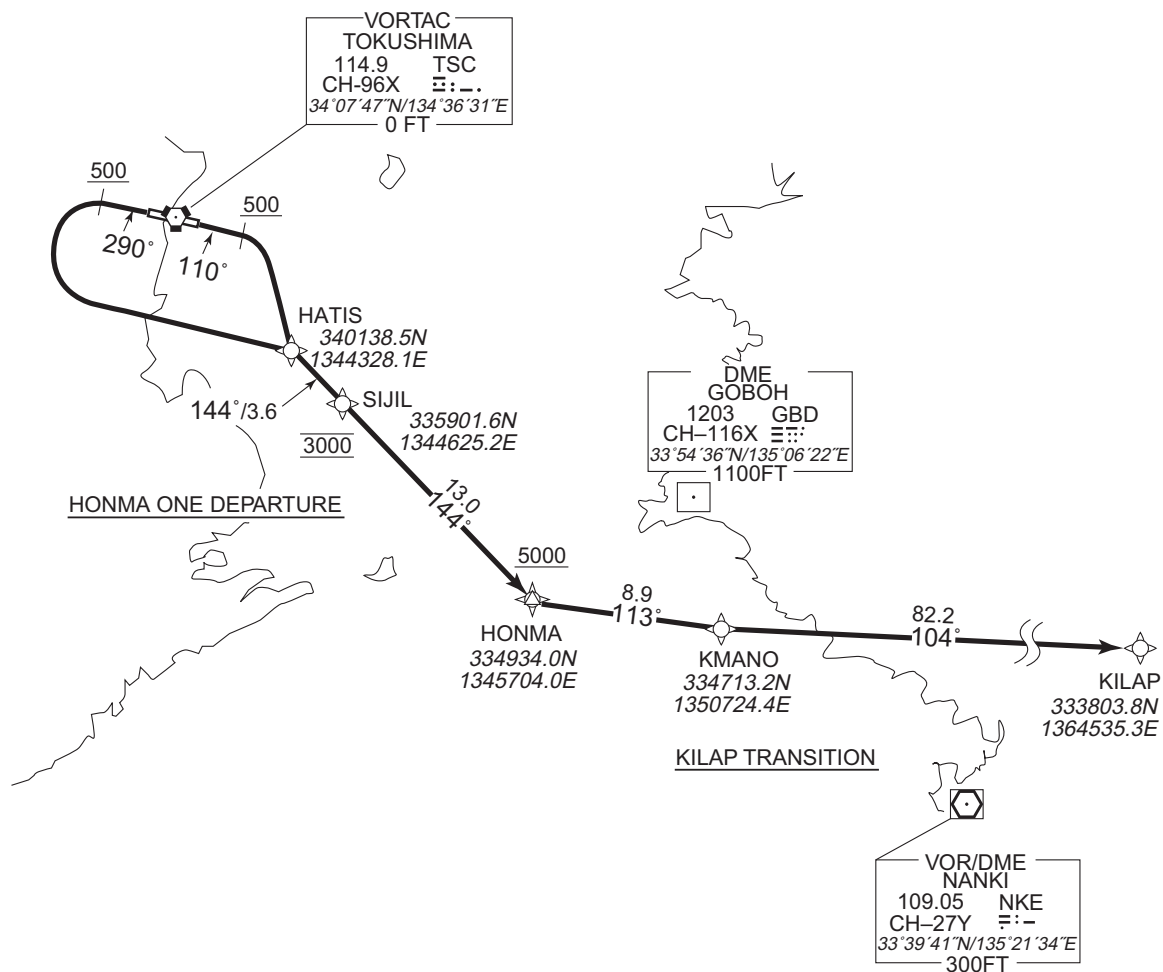 VORTAC
TOKUSHIMA
114.9 TSC
CH-96X
34°07´47˝N/134°36´31˝E
0 FT
500
500
290°
110°
HATIS
340138.5N
1344328.1E
144°/3.6
SIJIL
335901.6N
1344625.2E
3000
DME
GOBOH
1203 GBD
CH–116X
33°54´36˝N/135°06´22˝E
1100FT
HONMA ONE DEPARTURE
13.0
144°
5000
HONMA
334934.0N
1345704.0E
8.9
113°
KMANO
334713.2N
1350724.4E
82.2
104°
KILAP
333803.8N
1364535.3E
KILAP TRANSITION
VOR/DME
NANKI
109.05 NKE
CH–27Y
33°39´41˝N/135°21´34˝E
300FT